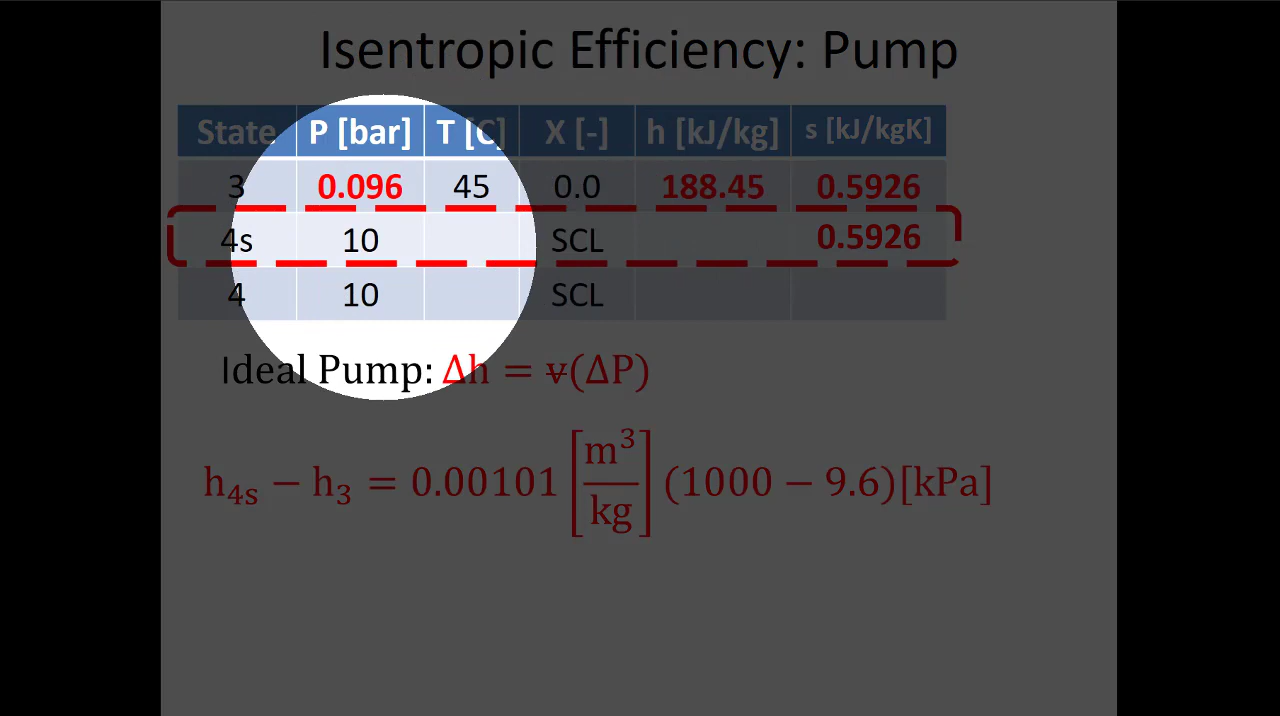 Isentropic Efficiency: Pump
State P [bar] T [C] X [-] h [kJ/kg] s [kJ/kgK]
3 0.096 45 0.0 188.45 0.5926
4s 10 SCL 0.5926
4 10 SCL
Ideal Pump: Δh = v̶(ΔP)
h₄ₛ − h₃ = 0.00101 [m³/kg] (1000 − 9.6)[kPa]